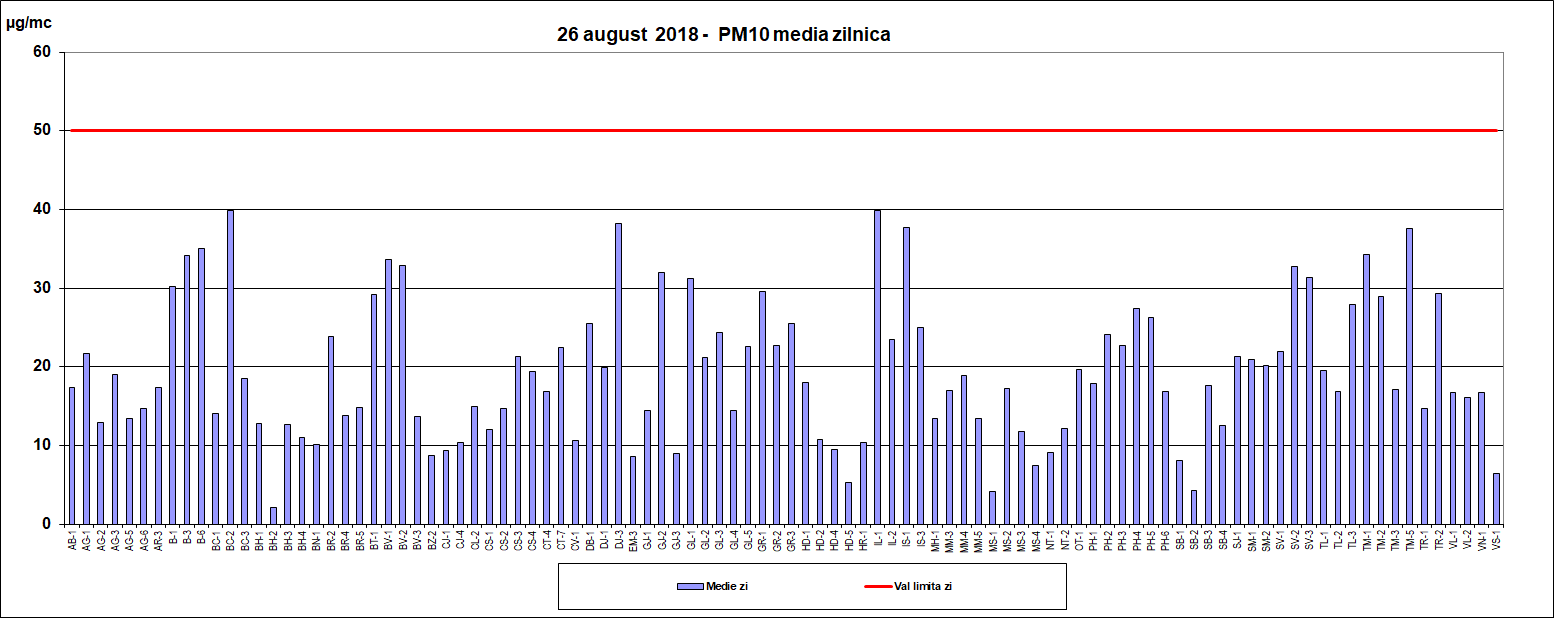 µg/mc
26 august 2018 - PM10 media zilnica
60
50
40
30
20
10
0
AB-1 AG-1 AG-2 AG-3 AG-5 AG-6 AR-3 B-1 B-3 B-6 BC-1 BC-2 BC-3 BH-1 BH-2 BH-3 BH-4 BN-1 BR-2 BR-4 BR-5 BT-1 BV-1 BV-2 BV-3 BZ-2 CJ-1 CJ-4 CL-2 CS-1 CS-2 CS-3 CS-4 CT-4 CT-7 CV-1 DB-1 DJ-1 DJ-3 EM-3 GJ-1 GJ-2 GJ-3 GL-1 GL-2 GL-3 GL-4 GL-5 GR-1 GR-2 GR-3 HD-1 HD-2 HD-4 HD-5 HR-1 IL-1 IL-2 IS-1 IS-3 MH-1 MM-3 MM-4 MM-5 MS-1 MS-2 MS-3 MS-4 NT-1 NT-2 OT-1 PH-1 PH-2 PH-3 PH-4 PH-5 PH-6 SB-1 SB-2 SB-3 SB-4 SJ-1 SM-1 SM-2 SV-1 SV-2 SV-3 TL-1 TL-2 TL-3 TM-1 TM-2 TM-3 TM-5 TR-1 TR-2 VL-1 VL-2 VN-1 VS-1
Medie zi Val limita zi